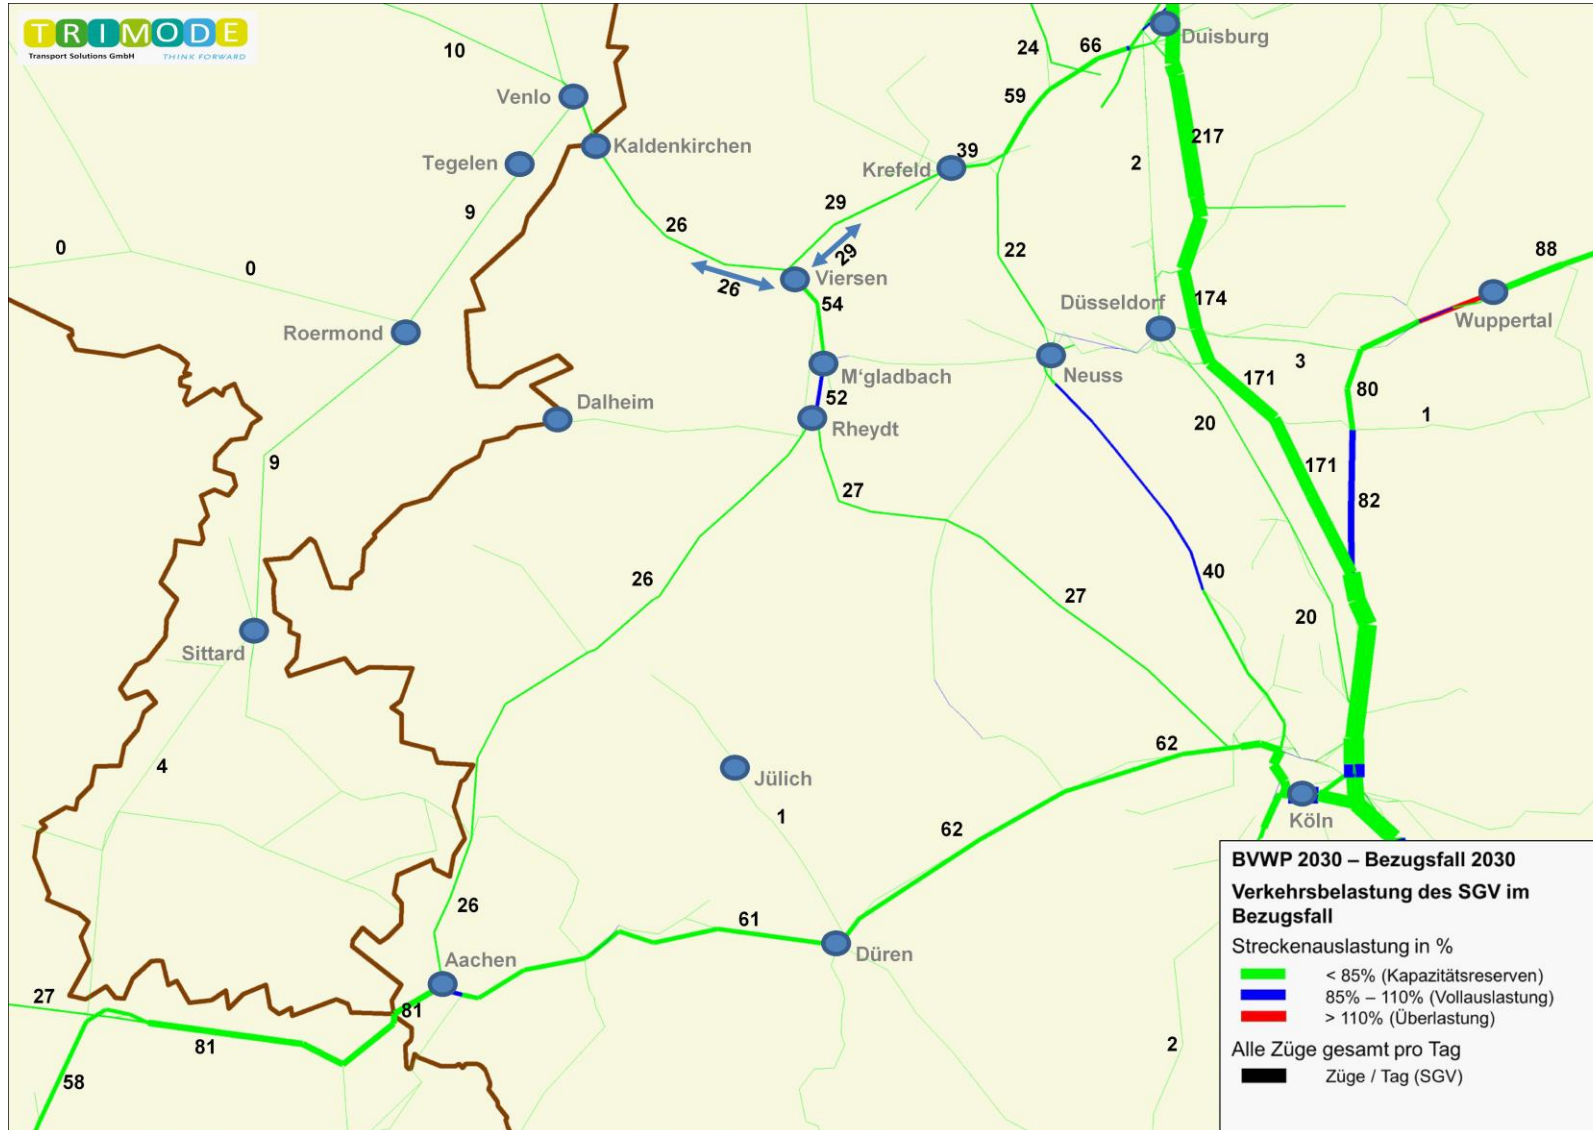 TRIMODE
Transport Solutions GmbH THINK FORWARD
10
24
66
Duisburg
Venlo
59
217
Kaldenkirchen
39
Tegelen
Krefeld
2
9
29
26
22
0
0
29
88
26
Viersen
54
Düsseldorf
174
Roermond
Wuppertal
M'gladbach
Neuss
3
171
80
Dalheim
52
Rheydt
20
1
9
171
27
82
26
40
27
20
Sittard
62
4
Jülich
1
62
Köln
26
61
Aachen
Düren
27
81
81
58
2
BVWP 2030 – Bezugsfall 2030
Verkehrsbelastung des SGV im
Bezugsfall
Streckenauslastung in %
< 85% (Kapazitätsreserven)
85% – 110% (Vollauslastung)
> 110% (Überlastung)
Alle Züge gesamt pro Tag
Züge / Tag (SGV)